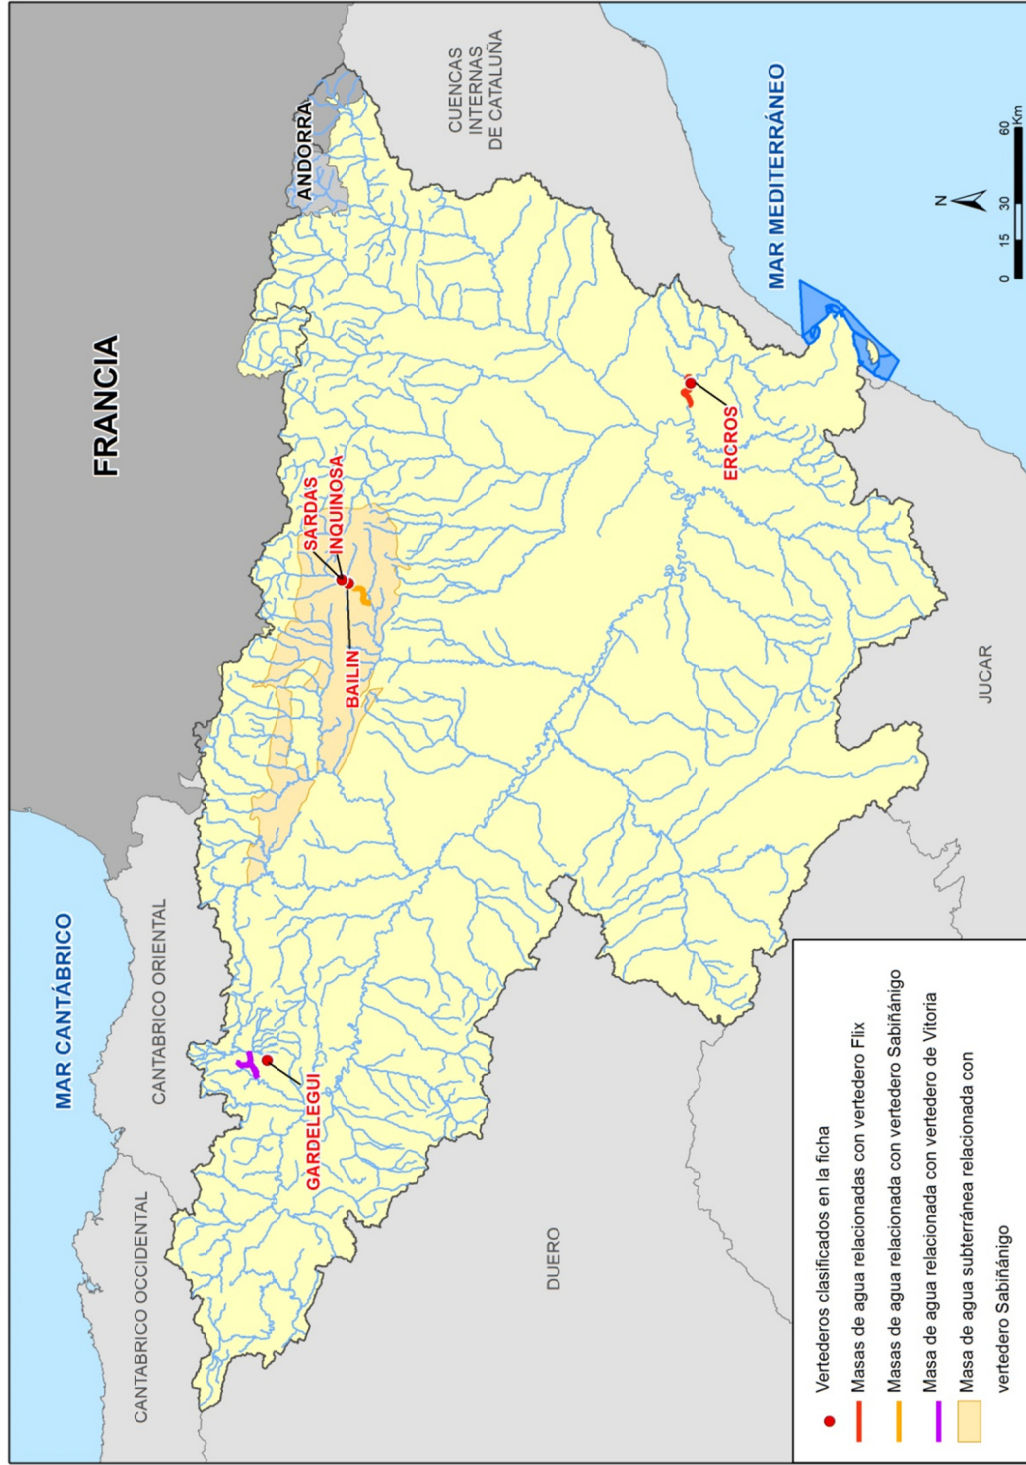 MAR CANTÁBRICO
FRANCIA
ANDORRA
CANTABRICO OCCIDENTAL
CANTABRICO ORIENTAL
CUENCAS
INTERNAS
DE CATALUÑA
SARDAS
INQUINOSA
BAILIN
GARDELEGUI
ERCROS
MAR MEDITERRÁNEO
DUERO
JUCAR
N
0 15 30 60
Km
Vertederos clasificados en la ficha
Masas de agua relacionadas con vertedero Flix
Masas de agua relacionada con vertedero Sabiñánigo
Masa de agua relacionada con vertedero de Vitoria
Masa de agua subterránea relacionada con
vertedero Sabiñánigo